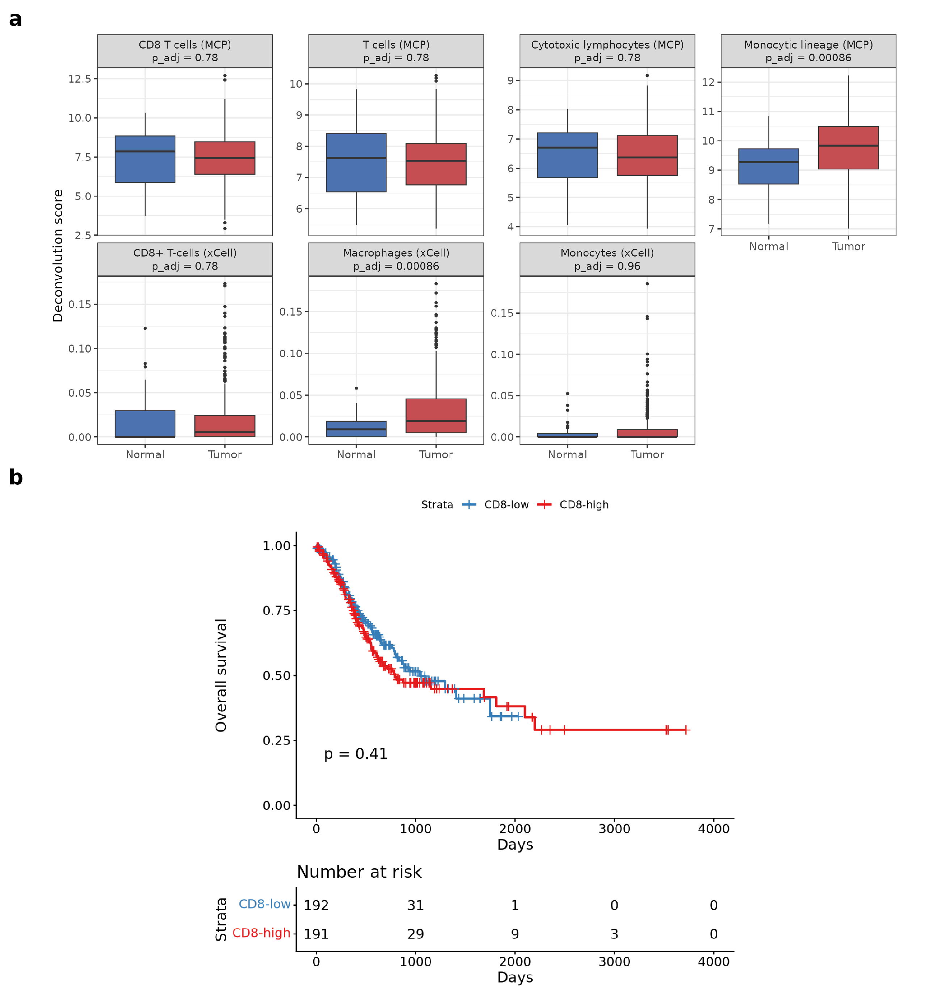 a
CD8 T cells (MCP)
p_adj = 0.78
T cells (MCP)
p_adj = 0.78
Cytotoxic lymphocytes (MCP)
p_adj = 0.78
Monocytic lineage (MCP)
p_adj = 0.00086
12.5
10.0
7.5
5.0
2.5
10
9
8
7
6
9
8
7
6
5
4
12
11
10
9
8
7
Normal Tumor
Deconvolution score
CD8+ T-cells (xCell)
p_adj = 0.78
Macrophages (xCell)
p_adj = 0.00086
Monocytes (xCell)
p_adj = 0.96
0.15
0.10
0.05
0.00
0.15
0.10
0.05
0.00
0.15
0.10
0.05
0.00
Normal Tumor
Normal Tumor
Normal Tumor
b
Strata CD8-low CD8-high
Overall survival
1.00
0.75
0.50
0.25
0.00
p = 0.41
0 1000 2000 3000 4000
Days
Number at risk
Strata
CD8-low 192 31 1 0 0
CD8-high 191 29 9 3 0
0 1000 2000 3000 4000
Days